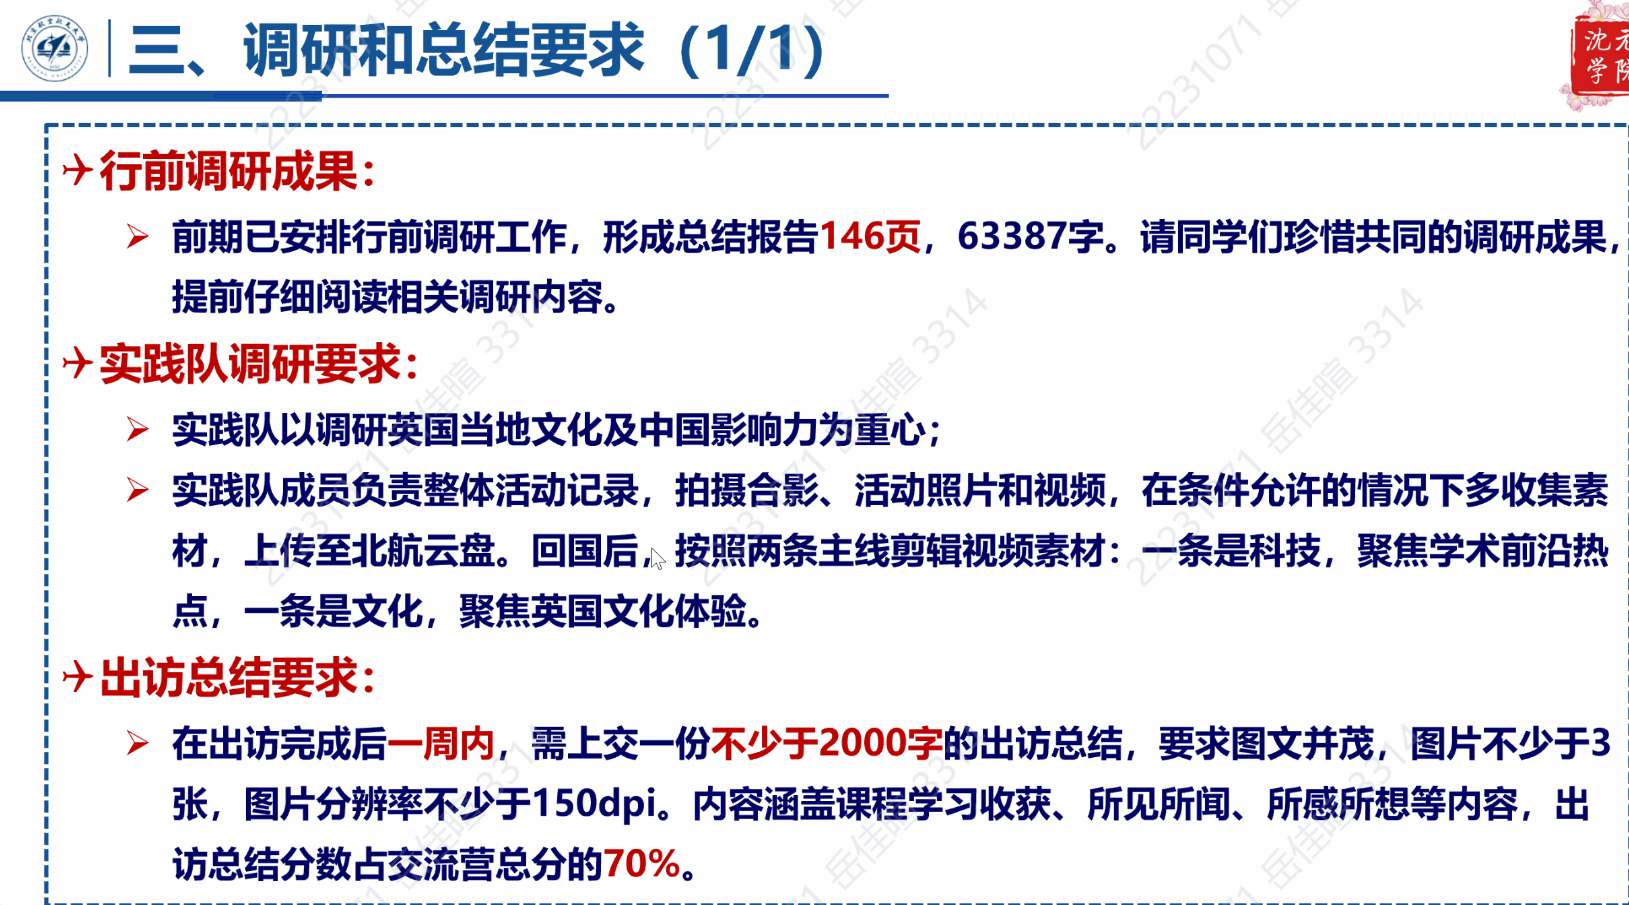 三、调研和总结要求（1/1）
沈元
学院
行前调研成果：
前期已安排行前调研工作，形成总结报告146页，63387字。请同学们珍惜共同的调研成果，
提前仔细阅读相关调研内容。
实践队调研要求：
实践队以调研英国当地文化及中国影响力为重心；
实践队成员负责整体活动记录，拍摄合影、活动照片和视频，在条件允许的情况下多收集素
材，上传至北航云盘。回国后，按照两条主线剪辑视频素材：一条是科技，聚焦学术前沿热
点，一条是文化，聚焦英国文化体验。
出访总结要求：
在出访完成后一周内，需上交一份不少于2000字的出访总结，要求图文并茂，图片不少于3
张，图片分辨率不少于150dpi。内容涵盖课程学习收获、所见所闻、所感所想等内容，出
访总结分数占交流营总分的70%。
22231071 岳佳暄 3314